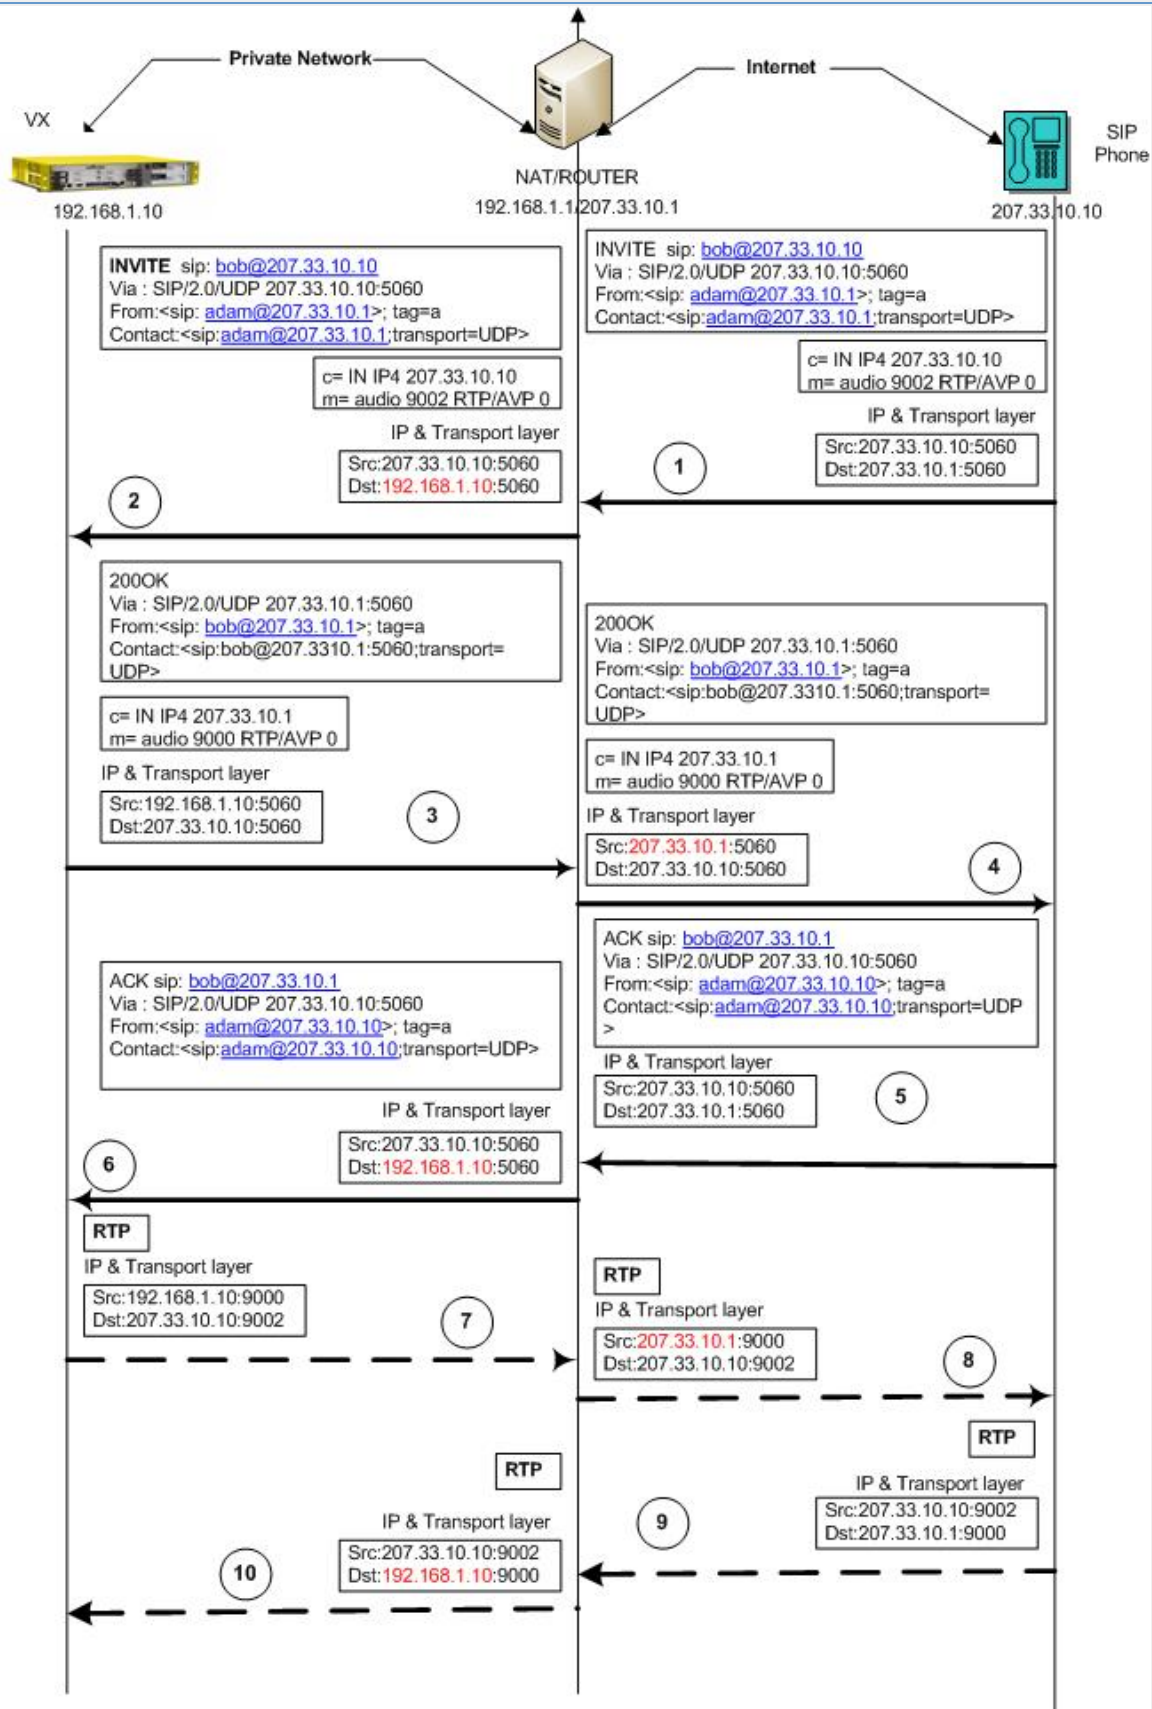 Private Network
Internet
VX
SIP
Phone
NAT/ROUTER
192.168.1.10
192.168.1.1/207.33.10.1
207.33.10.10
INVITE sip: bob@207.33.10.10
Via : SIP/2.0/UDP 207.33.10.10:5060
From:<sip: adam@207.33.10.1>; tag=a
Contact:<sip:adam@207.33.10.1;transport=UDP>
c= IN IP4 207.33.10.10
m= audio 9002 RTP/AVP 0
IP & Transport layer
Src:207.33.10.10:5060
Dst:207.33.10.1:5060
1
INVITE sip: bob@207.33.10.10
Via : SIP/2.0/UDP 207.33.10.10:5060
From:<sip: adam@207.33.10.1>; tag=a
Contact:<sip:adam@207.33.10.1;transport=UDP>
c= IN IP4 207.33.10.10
m= audio 9002 RTP/AVP 0
IP & Transport layer
Src:207.33.10.10:5060
Dst:192.168.1.10:5060
2
200OK
Via : SIP/2.0/UDP 207.33.10.1:5060
From:<sip: bob@207.33.10.1>; tag=a
Contact:<sip:bob@207.3310.1:5060;transport=
UDP>
c= IN IP4 207.33.10.1
m= audio 9000 RTP/AVP 0
IP & Transport layer
Src:192.168.1.10:5060
Dst:207.33.10.10:5060
3
200OK
Via : SIP/2.0/UDP 207.33.10.1:5060
From:<sip: bob@207.33.10.1>; tag=a
Contact:<sip:bob@207.3310.1:5060;transport=
UDP>
c= IN IP4 207.33.10.1
m= audio 9000 RTP/AVP 0
IP & Transport layer
Src:207.33.10.1:5060
Dst:207.33.10.10:5060
4
ACK sip: bob@207.33.10.1
Via : SIP/2.0/UDP 207.33.10.10:5060
From:<sip: adam@207.33.10.10>; tag=a
Contact:<sip:adam@207.33.10.10;transport=UDP
>
IP & Transport layer
Src:207.33.10.10:5060
Dst:207.33.10.1:5060
5
ACK sip: bob@207.33.10.1
Via : SIP/2.0/UDP 207.33.10.10:5060
From:<sip: adam@207.33.10.10>; tag=a
Contact:<sip:adam@207.33.10.10;transport=UDP>
IP & Transport layer
Src:207.33.10.10:5060
Dst:192.168.1.10:5060
6
RTP
IP & Transport layer
Src:192.168.1.10:9000
Dst:207.33.10.10:9002
7
RTP
IP & Transport layer
Src:207.33.10.1:9000
Dst:207.33.10.10:9002
8
RTP
IP & Transport layer
Src:207.33.10.10:9002
Dst:207.33.10.1:9000
9
RTP
IP & Transport layer
Src:207.33.10.10:9002
Dst:192.168.1.10:9000
10